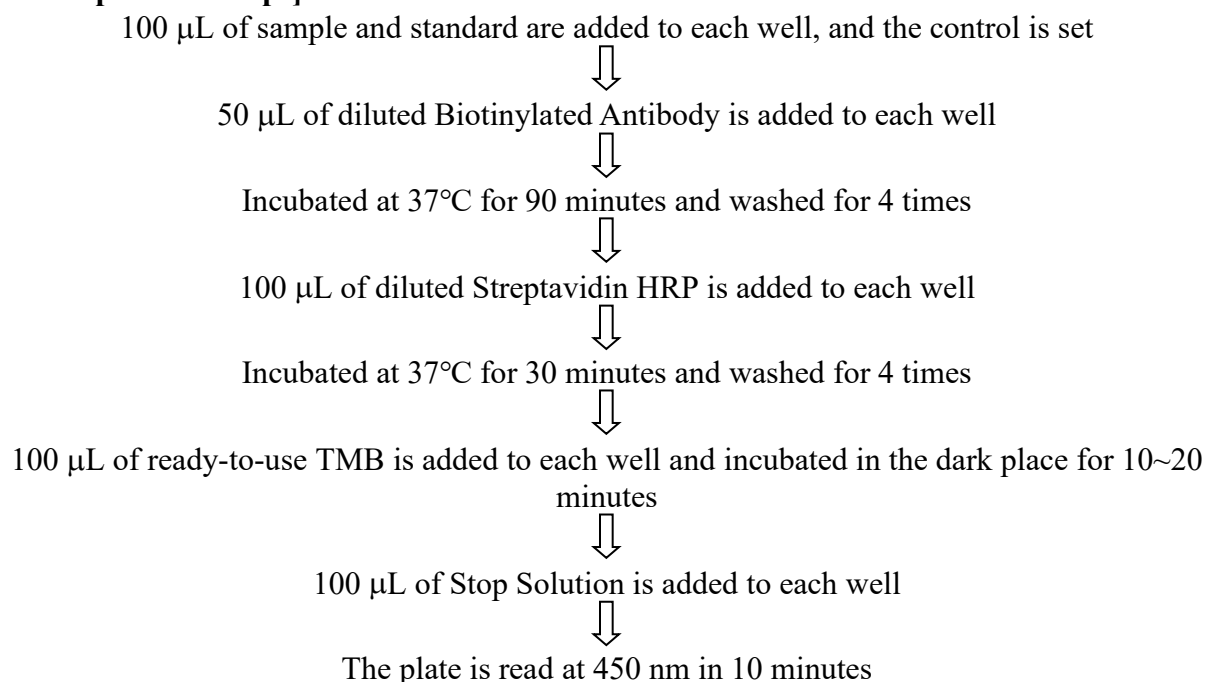 100 μL of sample and standard are added to each well, and the control is set
50 μL of diluted Biotinylated Antibody is added to each well
Incubated at 37℃ for 90 minutes and washed for 4 times
100 μL of diluted Streptavidin HRP is added to each well
Incubated at 37℃ for 30 minutes and washed for 4 times
100 μL of ready-to-use TMB is added to each well and incubated in the dark place for 10~20
minutes
100 μL of Stop Solution is added to each well
The plate is read at 450 nm in 10 minutes